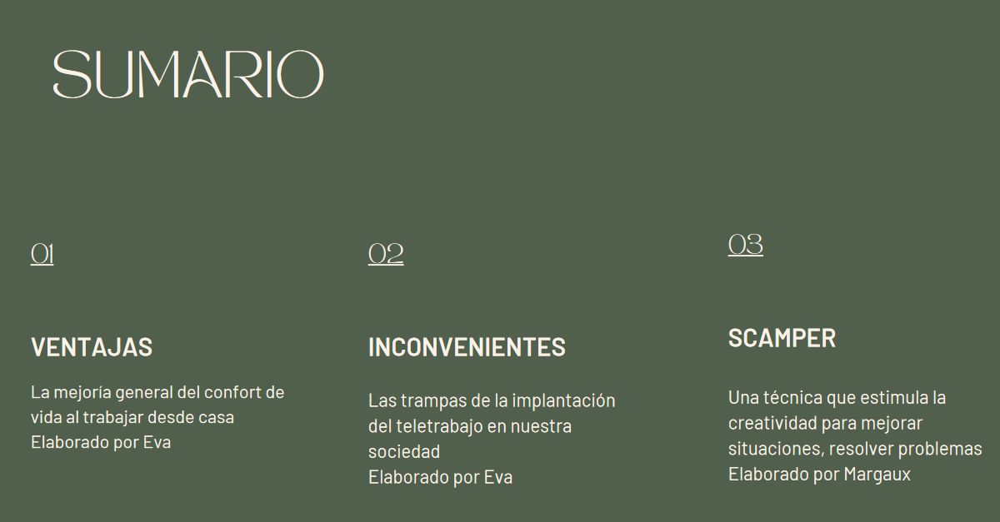 SUMARIO
01
VENTAJAS
La mejoría general del confort de
vida al trabajar desde casa
Elaborado por Eva
02
INCONVENIENTES
Las trampas de la implantación
del teletrabajo en nuestra
sociedad
Elaborado por Eva
03
SCAMPER
Una técnica que estimula la
creatividad para mejorar
situaciones, resolver problemas
Elaborado por Margaux